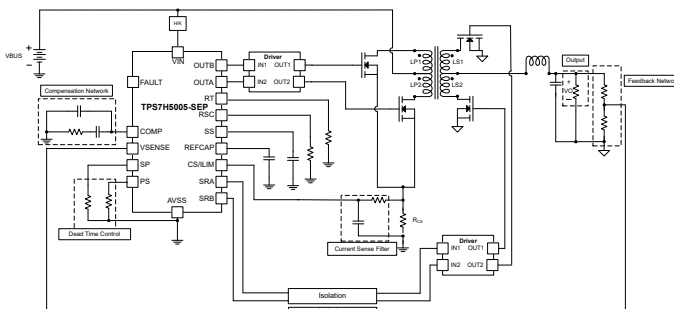 H/K
VBUS
VIN
Driver
OUTB
IN1 OUT1
OUTA
IN2 OUT2
FAULT
RT
TPS7H5005-SEP
RSC
Compensation Network
COMP
SS
VSENSE
REFCAP
SP
CS/ILIM
PS
SRA
SRB
AVSS
Dead Time Control
LP1
LS1
LP2
LS2
Output
+
VO
−
Feedback Netwo
RCS
Current Sense Filter
Driver
IN1 OUT1
IN2 OUT2
Isolation